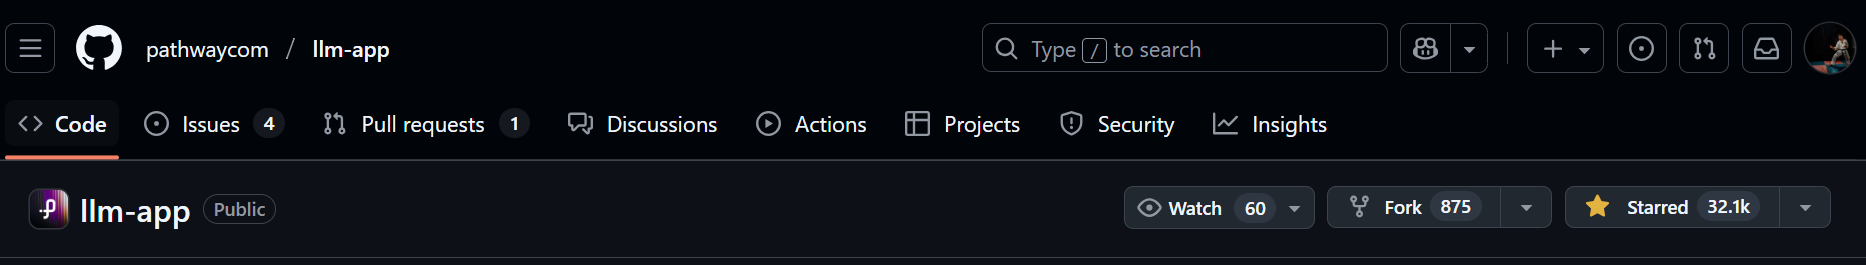 pathwaycom / llm-app
Type / to search
Code Issues 4 Pull requests 1 Discussions Actions Projects Security Insights
llm-app Public
Watch 60 Fork 875 Starred 32.1k